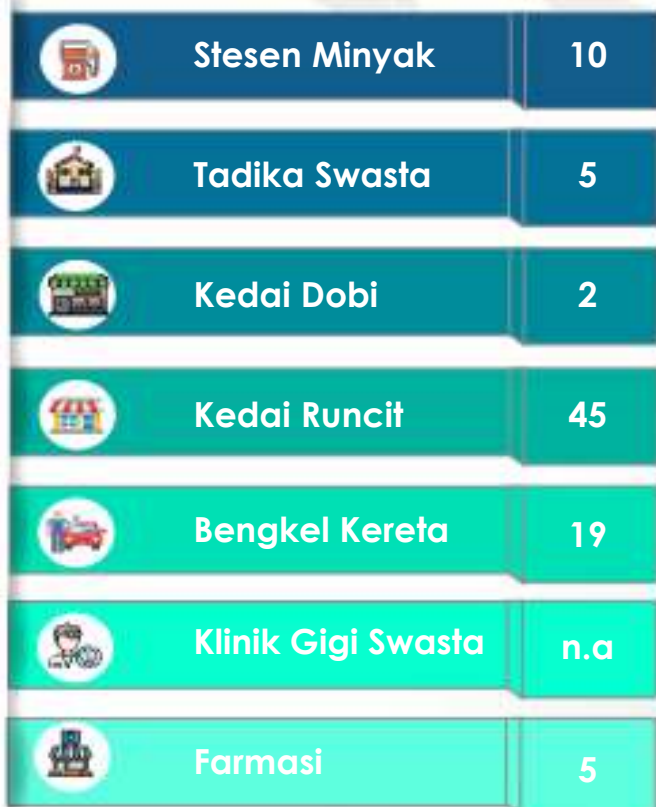 Stesen Minyak 10
Tadika Swasta 5
Kedai Dobi 2
Kedai Runcit 45
Bengkel Kereta 19
Klinik Gigi Swasta n.a
Farmasi 5